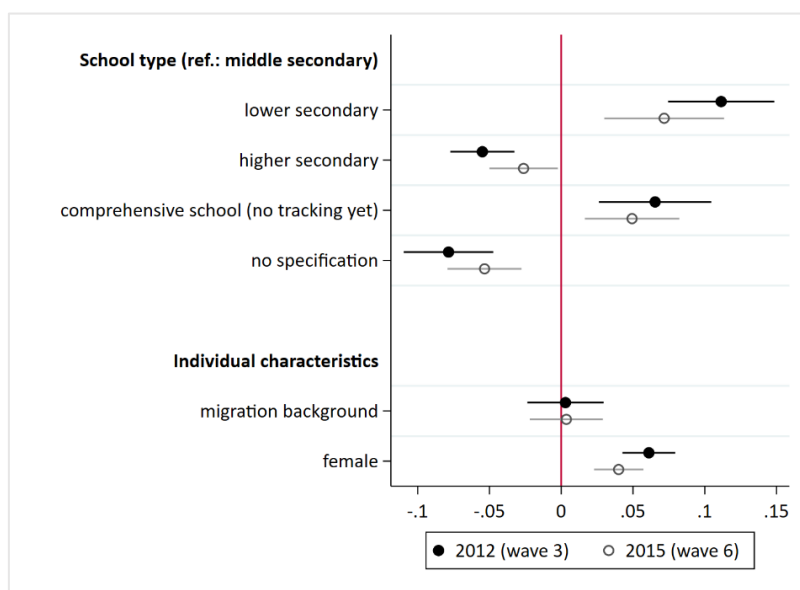 School type (ref.: middle secondary)
lower secondary
higher secondary
comprehensive school (no tracking yet)
no specification
Individual characteristics
migration background
female
-.1 -.05 0 .05 .1 .15
2012 (wave 3) 2015 (wave 6)